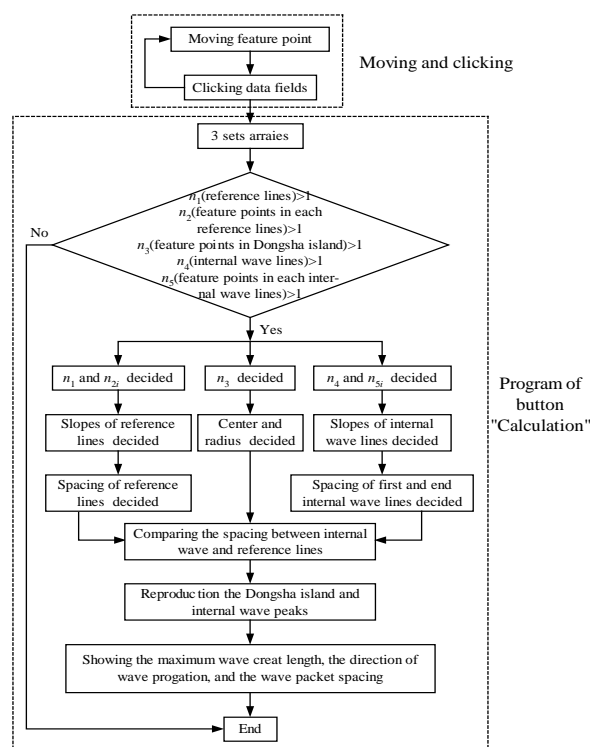 Moving feature point
Clicking data fields
Moving and clicking
3 sets arraies
n₁(reference lines)>1
n₂(feature points in each
reference lines)>1
n₃(feature points in Dongsha island)>1
n₄(internal wave lines)>1
n₅(feature points in each inter-
nal wave lines)>1
No
Yes
n₁ and n₂ᵢ decided
n₃ decided
n₄ and n₅ᵢ decided
Slopes of reference
lines decided
Center and
radius decided
Slopes of internal
wave lines decided
Spacing of reference
lines decided
Spacing of first and end
internal wave lines decided
Program of
button
"Calculation"
Comparing the spacing between internal
wave and reference lines
Reproduction the Dongsha island and
internal wave peaks
Showing the maximum wave creat length, the direction of
wave progation, and the wave packet spacing
End